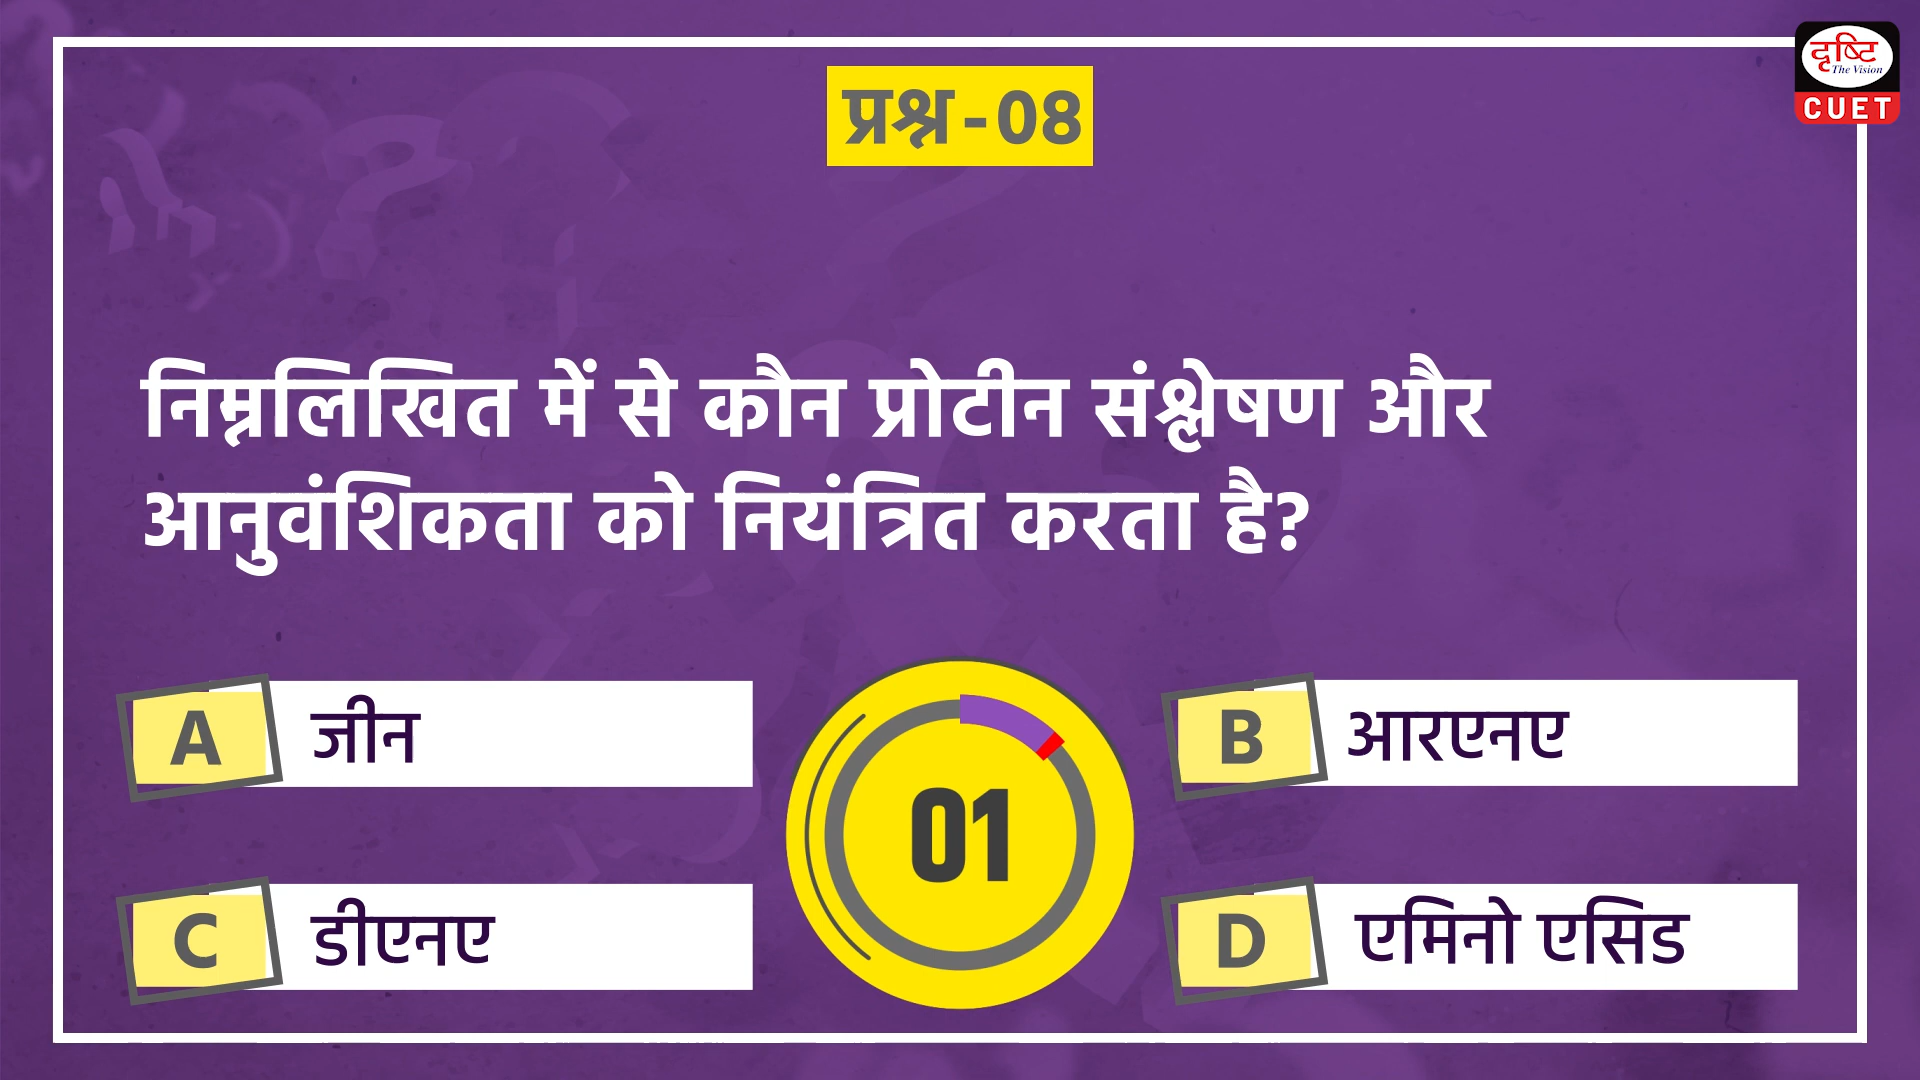 दृष्टि
The Vision
CUET
प्रश्न-08
निम्नलिखित में से कौन प्रोटीन संश्लेषण और
आनुवंशिकता को नियंत्रित करता है?
A जीन
B आरएनए
01
C डीएनए
D एमिनो एसिड